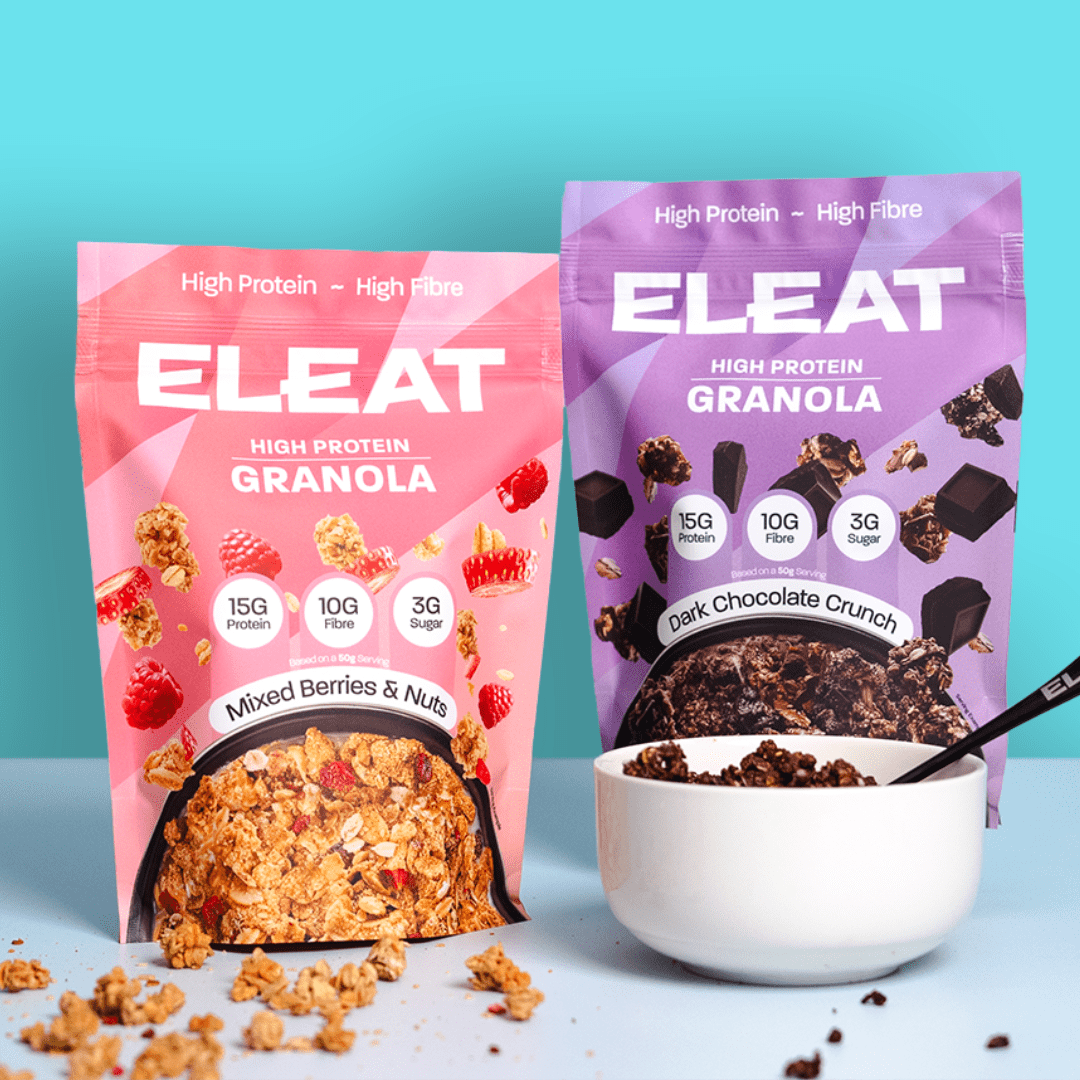 High Protein ~ High Fibre
ELEAT
HIGH PROTEIN
GRANOLA
15G
Protein
10G
Fibre
3G
Sugar
Based on a 50g Serving
Mixed Berries & Nuts
High Protein ~ High Fibre
ELEAT
HIGH PROTEIN
GRANOLA
15G
Protein
10G
Fibre
3G
Sugar
Based on a 50g Serving
Dark Chocolate Crunch